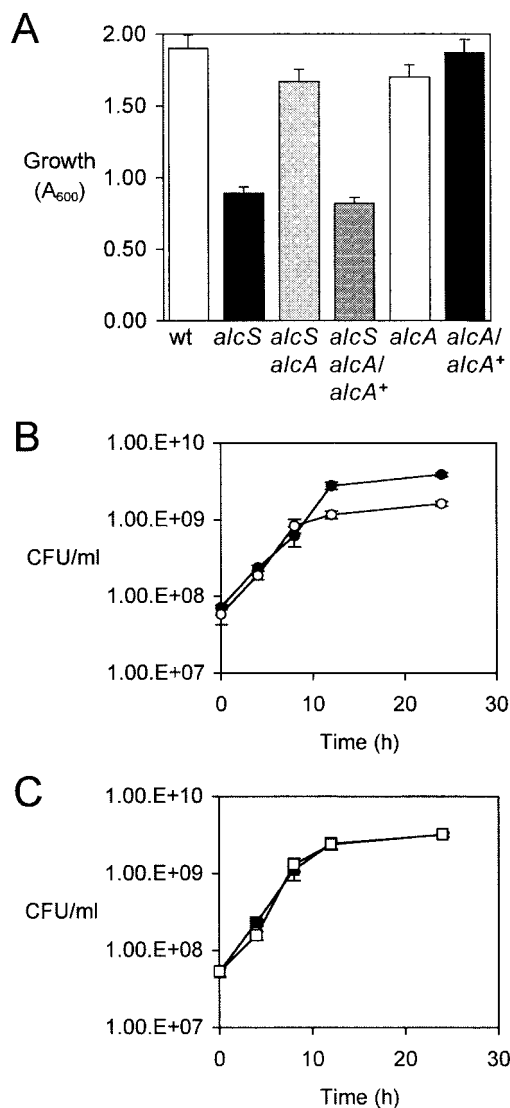 A
2.00
1.50
Growth
(A600)
1.00
0.50
0.00
wt alcS alcS alcS alcA alcA/
alcA alcA/ alcA+
alcA+
B
1.00.E+10
1.00.E+09
CFU/ml
1.00.E+08
1.00.E+07
0 10 20 30
Time (h)
C
1.00.E+10
1.00.E+09
CFU/ml
1.00.E+08
1.00.E+07
0 10 20 30
Time (h)